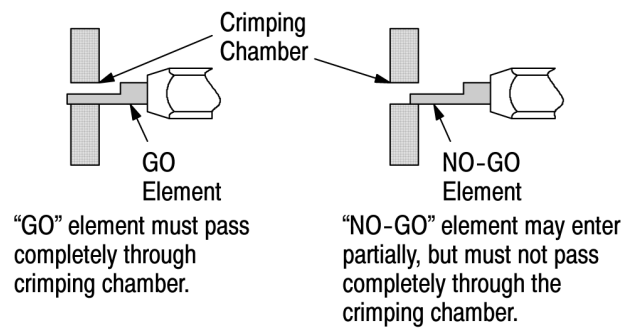 Crimping
Chamber
GO
Element
NO-GO
Element
“GO” element must pass
completely through
crimping chamber.
“NO-GO” element may enter
partially, but must not pass
completely through the
crimping chamber.